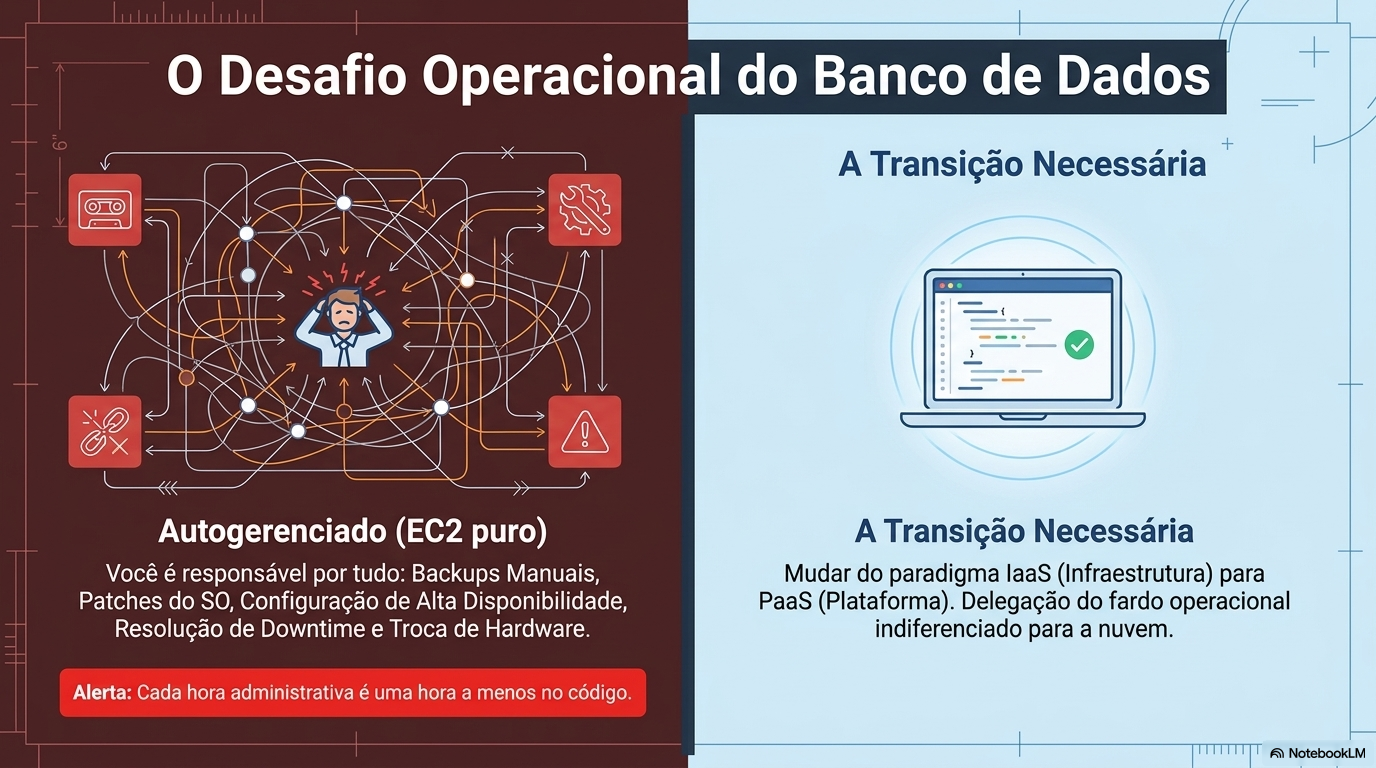 O Desafio Operacional do Banco de Dados
6"
Autogerenciado (EC2 puro)
Você é responsável por tudo: Backups Manuais,
Patches do SO, Configuração de Alta Disponibilidade,
Resolução de Downtime e Troca de Hardware.
Alerta: Cada hora administrativa é uma hora a menos no código.
A Transição Necessária
{
}
A Transição Necessária
Mudar do paradigma IaaS (Infraestrutura) para
PaaS (Plataforma). Delegação do fardo operacional
indiferenciado para a nuvem.
NotebookLM